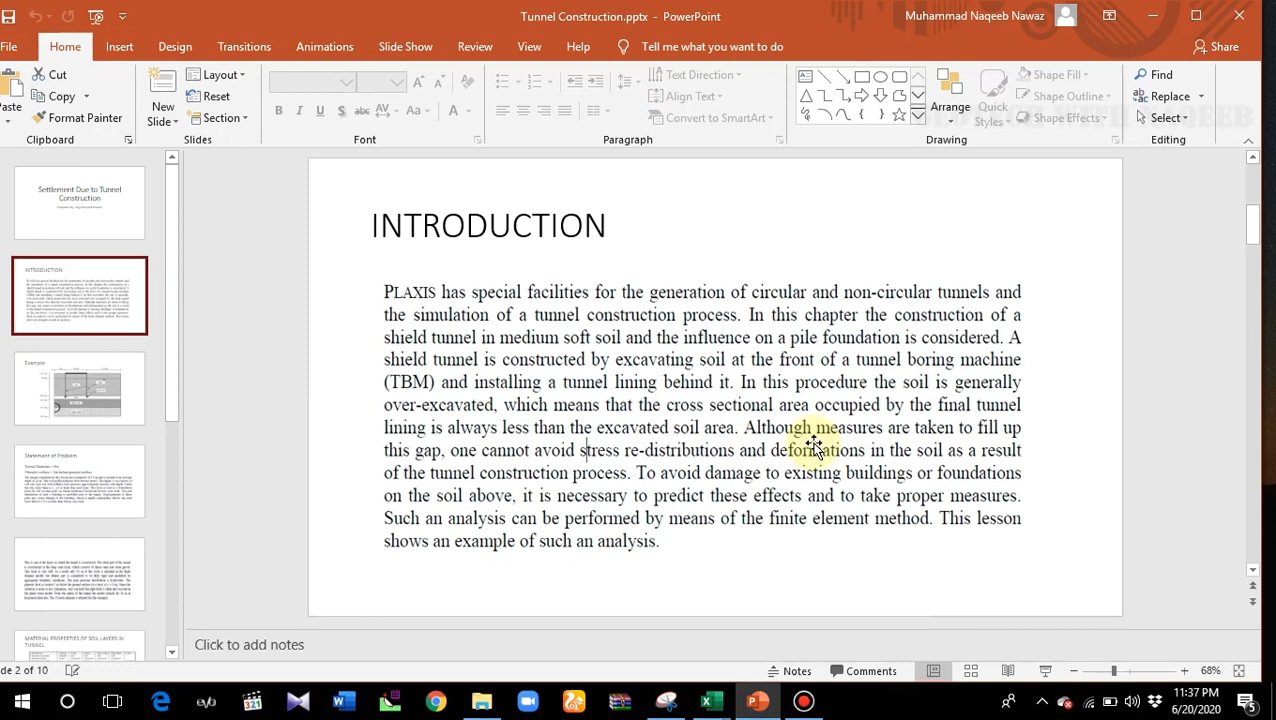 Tunnel Construction.pptx - PowerPoint
Muhammad Naqeeb Nawaz
File Home Insert Design Transitions Animations Slide Show Review View Help Tell me what you want to do Share
Cut
Copy
Format Painter
Paste
Clipboard
New
Slide
Layout
Reset
Section
Slides
B I U S abc AV Aa A
Font
Paragraph
Text Direction
Align Text
Convert to SmartArt
Arrange
Quick
Styles
Shape Fill
Shape Outline
Shape Effects
Drawing
Find
Replace
Select
Editing
Settlement Due to Tunnel
Construction
INTRODUCTION
Example
Statement of Problem
MATERIAL PROPERTIES OF SOIL LAYERS IN
TUNNEL
INTRODUCTION
PLAXIS has special facilities for the generation of circular and non-circular tunnels and
the simulation of a tunnel construction process. In this chapter the construction of a
shield tunnel in medium soft soil and the influence on a pile foundation is considered. A
shield tunnel is constructed by excavating soil at the front of a tunnel boring machine
(TBM) and installing a tunnel lining behind it. In this procedure the soil is generally
over-excavated, which means that the cross sectional area occupied by the final tunnel
lining is always less than the excavated soil area. Although measures are taken to fill up
this gap, one cannot avoid stress re-distributions and deformations in the soil as a result
of the tunnel construction process. To avoid damage to existing buildings or foundations
on the soil above, it is necessary to predict these effects and to take proper measures.
Such an analysis can be performed by means of the finite element method. This lesson
shows an example of such an analysis.
Click to add notes
de 2 of 10
Notes
Comments
68%
11:37 PM
6/20/2020
5